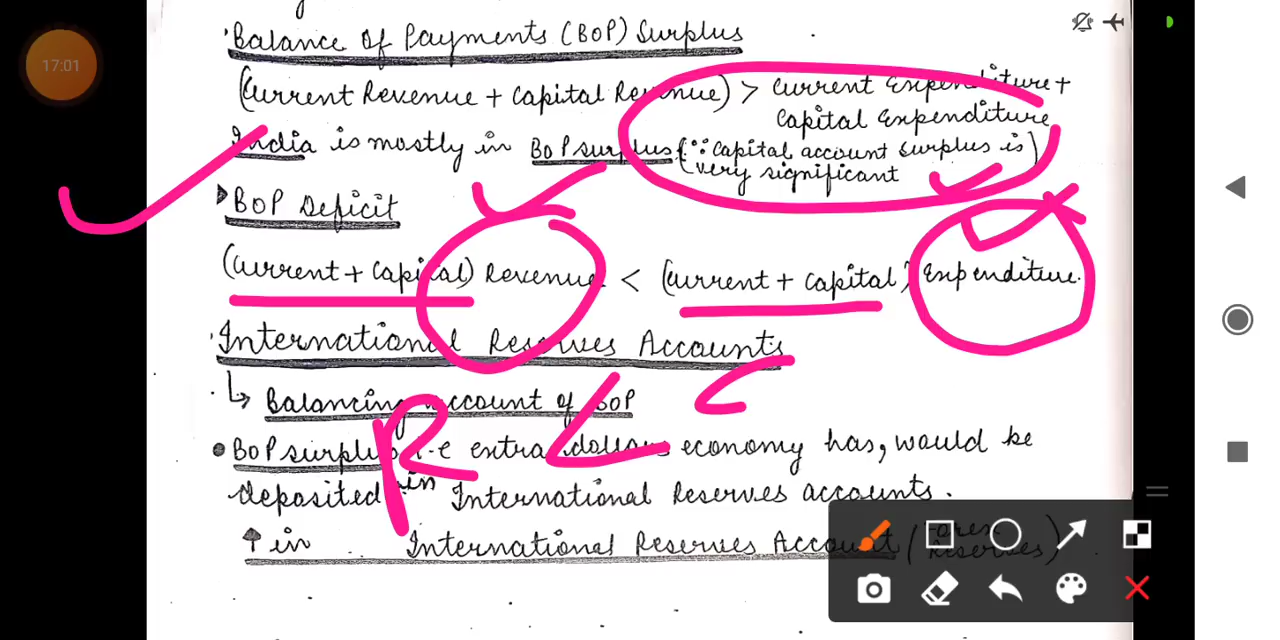 17:01
Balance of Payments (BOP) Surplus
(Current Revenue + Capital Revenue) > Current Expenditure +
Capital Expenditure
India is mostly in BoP surplus (∵ Capital account surplus is
very significant)
BOP Deficit
(Current + Capital) Revenue < (Current + Capital) Expenditure.
International Reserves Accounts
↳ Balancing account of BOP
• BOP surplus i.e extra dollars economy has, would be
deposited in International Reserves accounts.
↑ in International Reserves Account (Forex
Reserves)
R < E